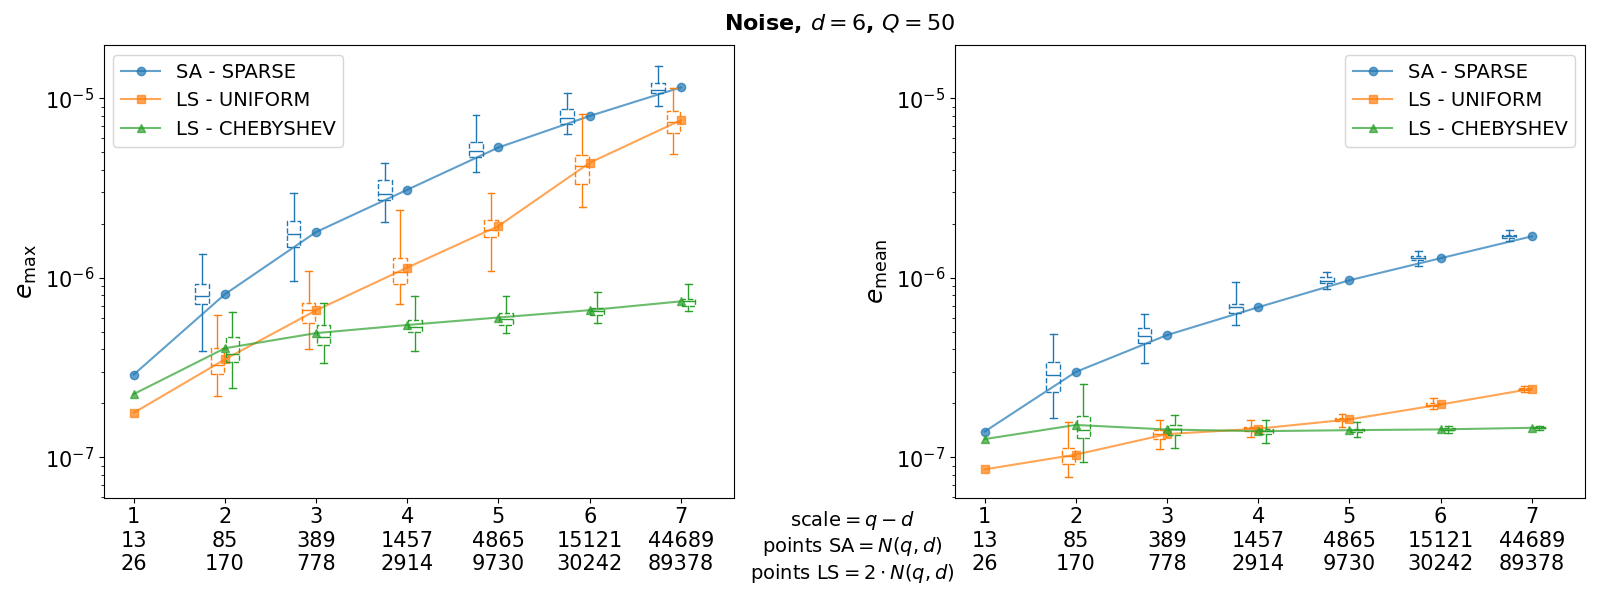 Noise, d = 6, Q = 50
SA - SPARSE
LS - UNIFORM
LS - CHEBYSHEV
e_max
10^-5
10^-6
10^-7
1 2 3 4 5 6 7
13 85 389 1457 4865 15121 44689
26 170 778 2914 9730 30242 89378
scale = q − d
points SA = N(q, d)
points LS = 2 · N(q, d)
SA - SPARSE
LS - UNIFORM
LS - CHEBYSHEV
e_mean
10^-5
10^-6
10^-7
1 2 3 4 5 6 7
13 85 389 1457 4865 15121 44689
26 170 778 2914 9730 30242 89378